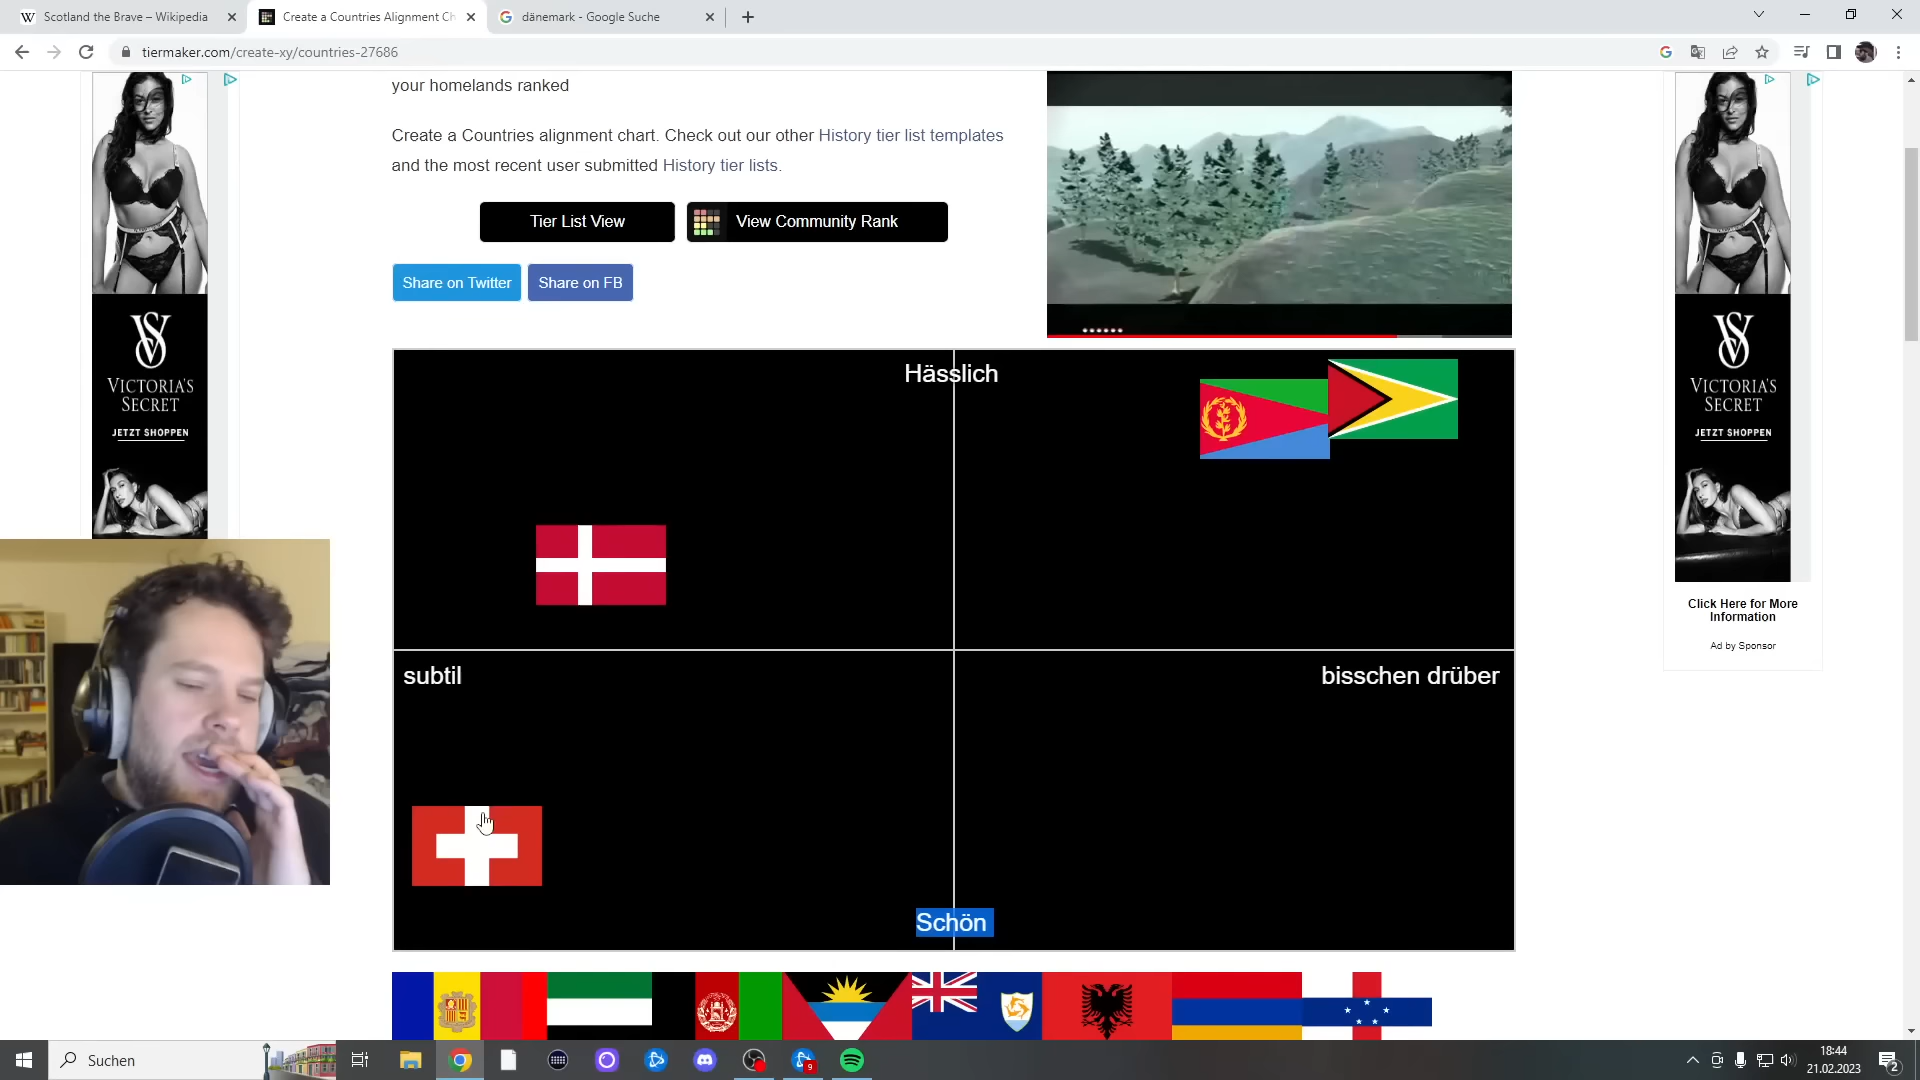 Scotland the Brave – Wikipedia
Create a Countries Alignment Ch
dänemark - Google Suche
tiermaker.com/create-xy/countries-27686
your homelands ranked
Create a Countries alignment chart. Check out our other History tier list templates
and the most recent user submitted History tier lists.
Tier List View
View Community Rank
Share on Twitter
Share on FB
VS
VICTORIA'S
SECRET
JETZT SHOPPEN
VS
VICTORIA'S
SECRET
JETZT SHOPPEN
Click Here for More
Information
Ad by Sponsor
Hässlich
subtil
bisschen drüber
Schön
Suchen
9
18:44
21.02.2023
2